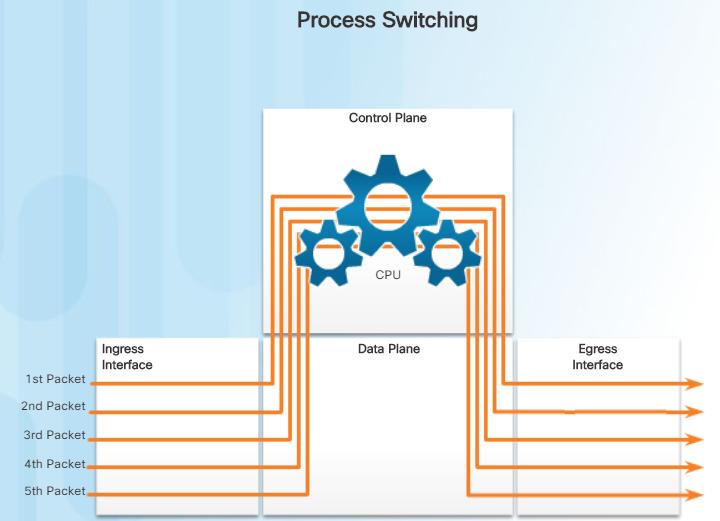 Process Switching
Control Plane
CPU
Ingress
Interface
Data Plane
Egress
Interface
1st Packet
2nd Packet
3rd Packet
4th Packet
5th Packet